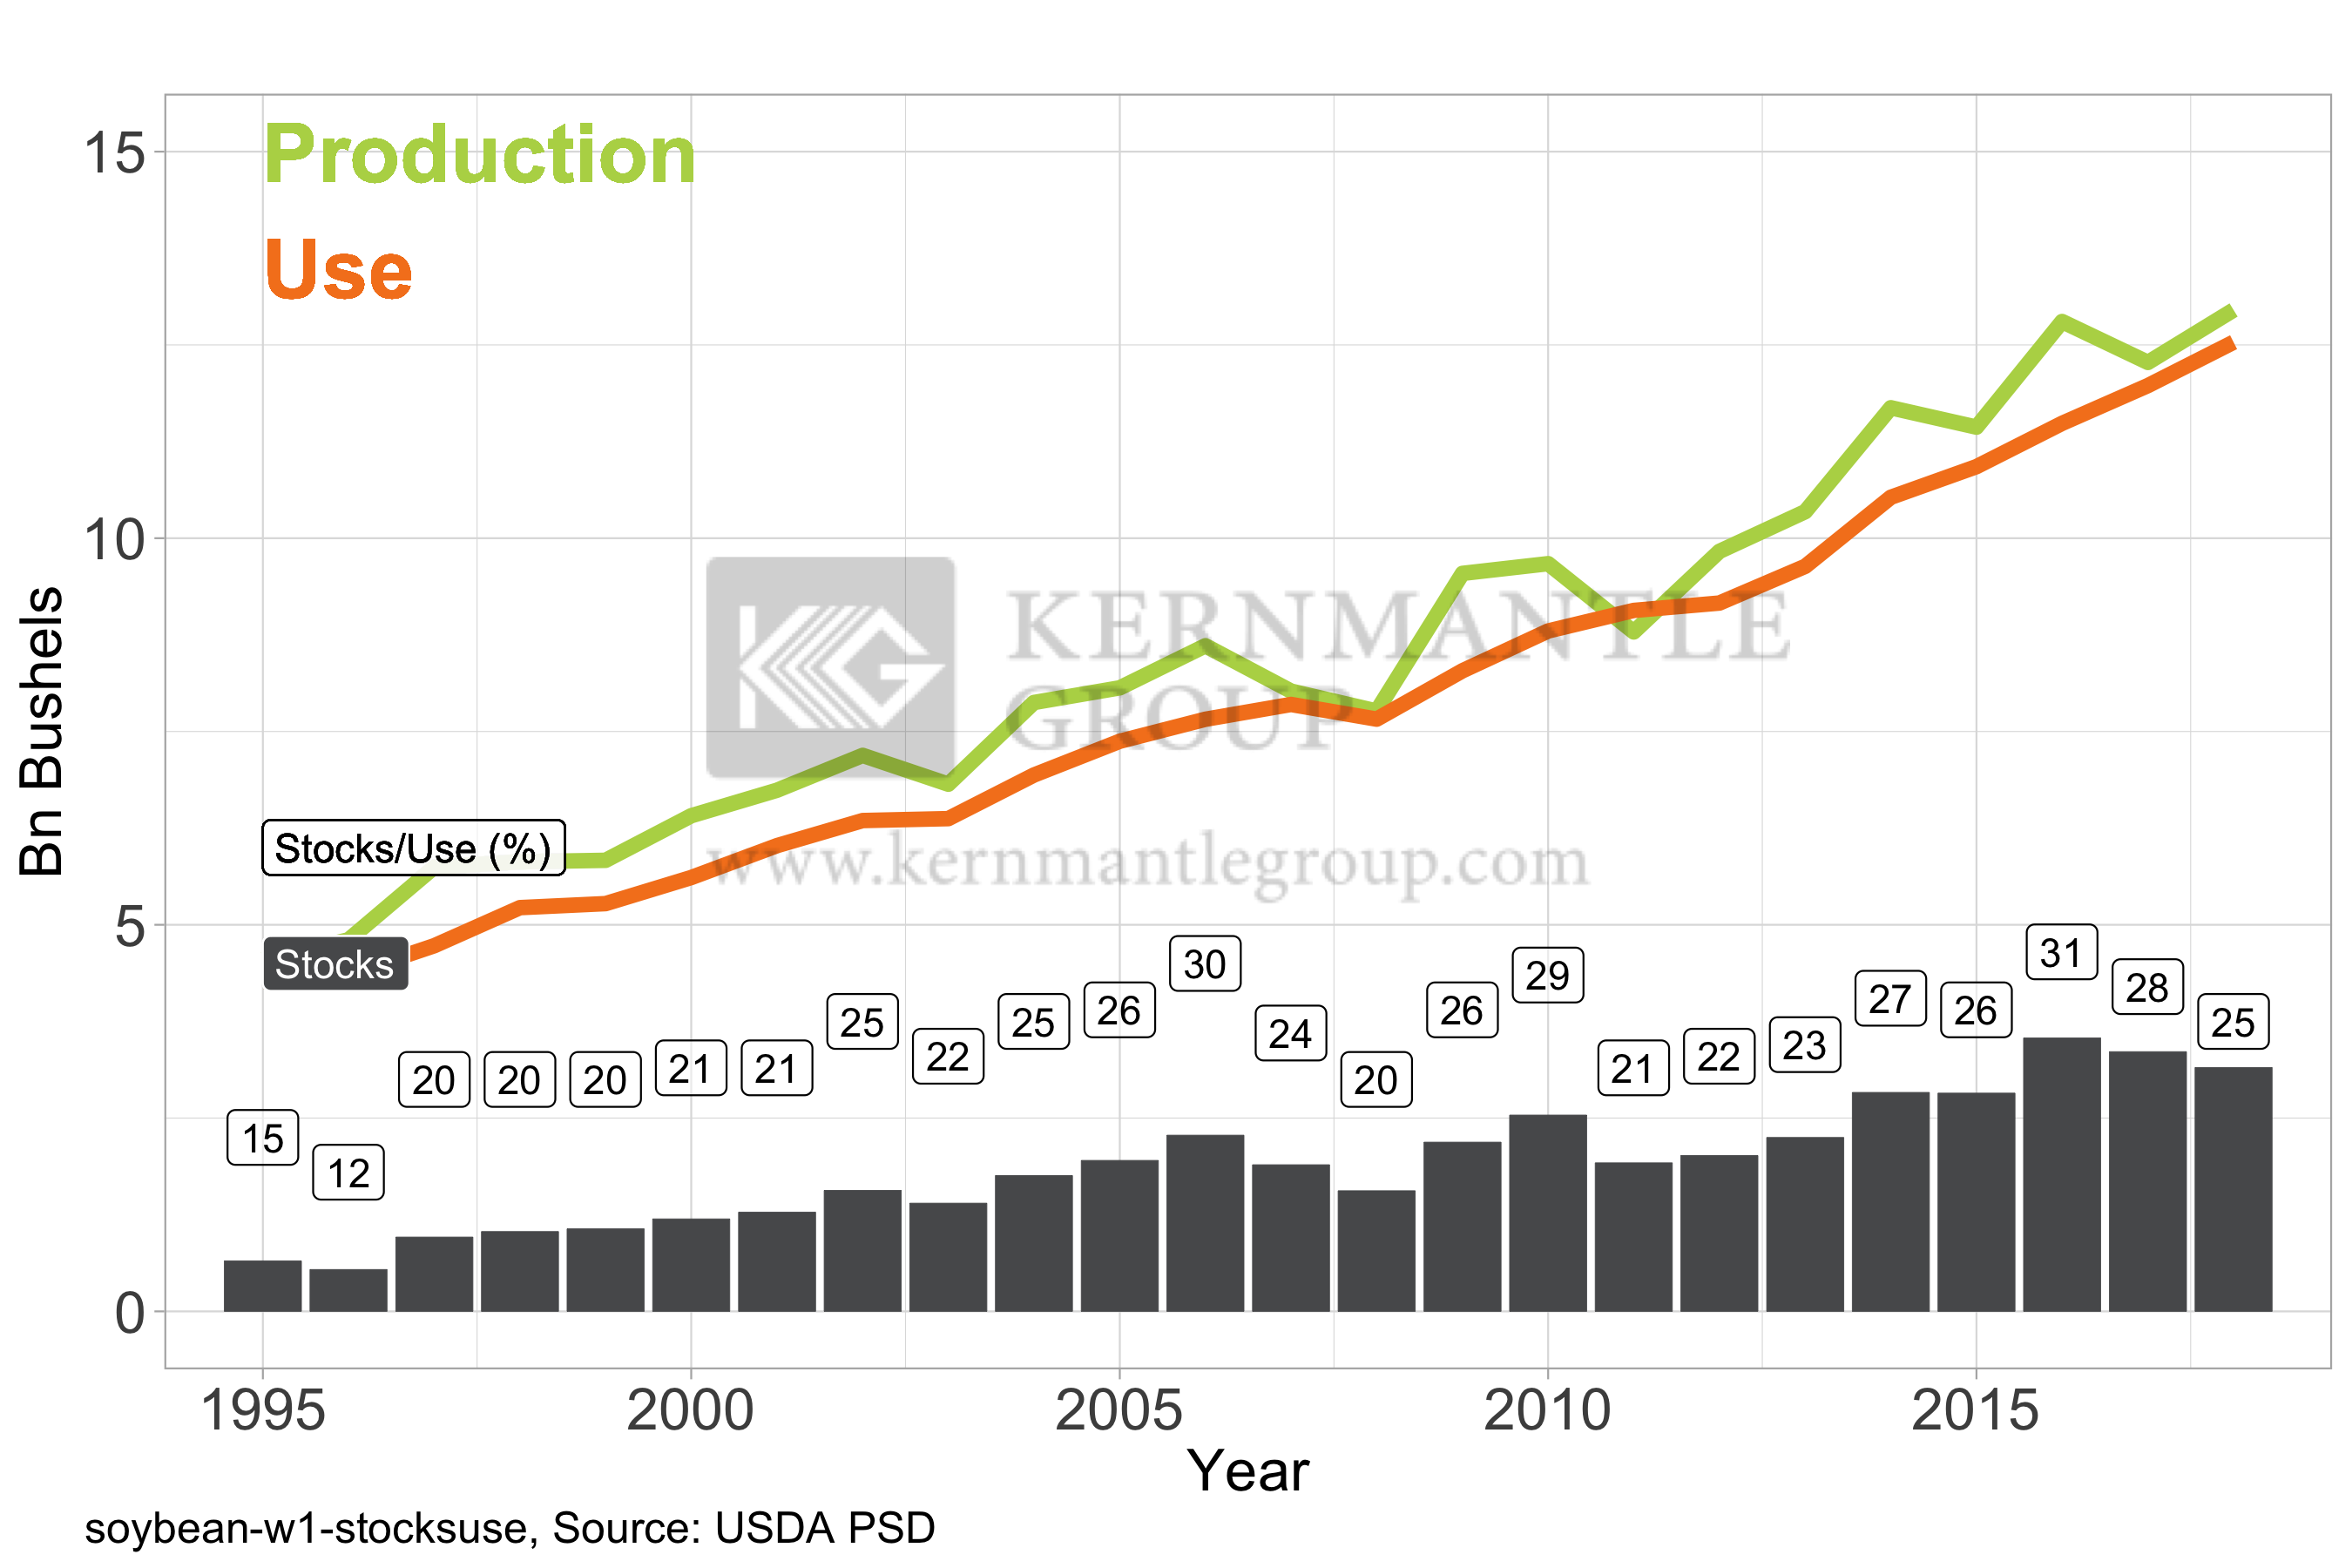 15
Production
Use
10
KERNMANTLE
GROUP
Bn Bushels
Stocks/Use (%)
www.kernmantlegroup.com
5
Stocks
15 12 20 20 20 21 21 25 22 25 26 30 24 20 26 29 21 22 23 27 26 31 28 25
0
1995 2000 2005 2010 2015
Year
soybean-w1-stocksuse, Source: USDA PSD